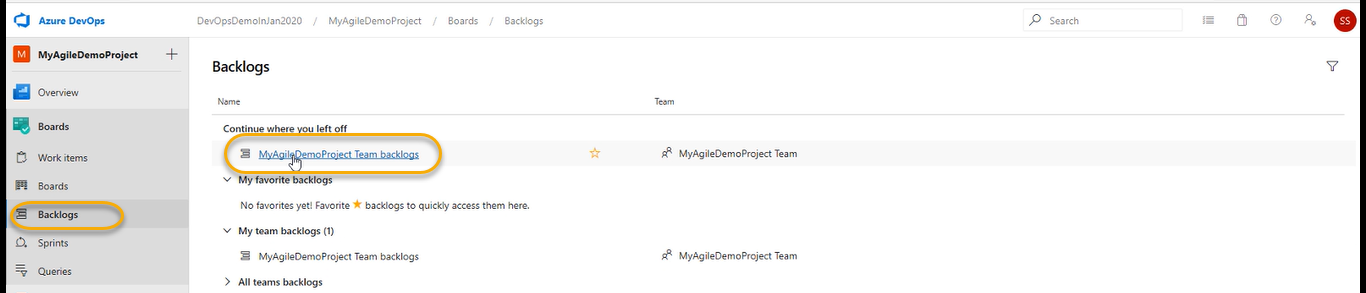 Azure DevOps DevOpsDemoInJan2020 / MyAgileDemoProject / Boards / Backlogs Search SS
M MyAgileDemoProject +
Backlogs
Overview
Name Team
Boards
Continue where you left off
Work items
MyAgileDemoProject Team backlogs MyAgileDemoProject Team
Boards
My favorite backlogs
Backlogs
No favorites yet! Favorite ★ backlogs to quickly access them here.
Sprints
My team backlogs (1)
Queries
MyAgileDemoProject Team backlogs MyAgileDemoProject Team
All teams backlogs